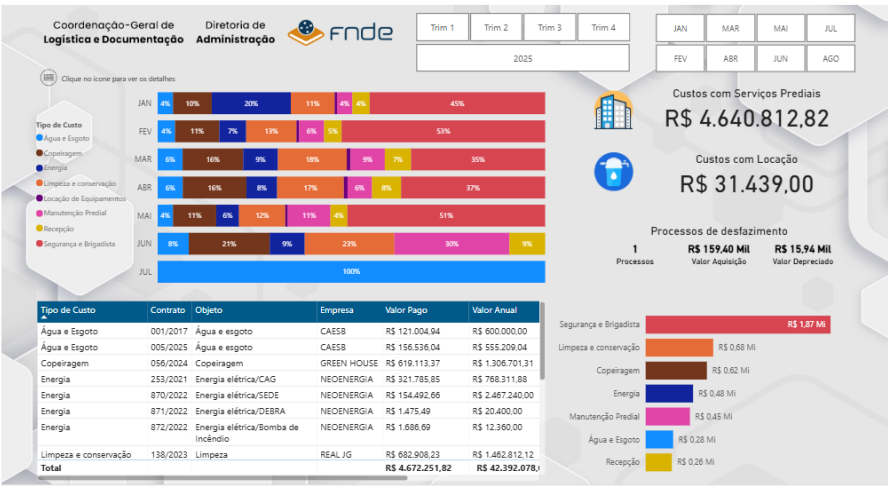 Coordenação-Geral de
Logística e Documentação
Diretoria de
Administração
FNDE
Trim 1
Trim 2
Trim 3
Trim 4
2025
JAN
MAR
MAI
JUL
FEV
ABR
JUN
AGO
Clique no ícone para ver os detalhes
Tipo de Custo
Água e Esgoto
Copeiragem
Energia
Limpeza e conservação
Locação de Equipamentos
Manutenção Predial
Recepção
Segurança e Brigadista
JAN 4% 10% 20% 11% 4% 4% 45%
FEV 4% 11% 7% 13% 6% 5% 53%
MAR 6% 16% 9% 18% 9% 7% 35%
ABR 6% 16% 8% 17% 6% 8% 37%
MAI 4% 11% 6% 12% 11% 4% 51%
JUN 8% 21% 9% 23% 30% 9%
JUL 100%
Custos com Serviços Prediais
R$ 4.640.812,82
Custos com Locação
R$ 31.439,00
Processos de desfazimento
1 R$ 159,40 Mil R$ 15,94 Mil
Processos Valor Aquisição Valor Depreciado
Tipo de Custo Contrato Objeto Empresa Valor Pago Valor Anual
Água e Esgoto 001/2017 Água e esgoto CAESB R$ 121.004,94 R$ 600.000,00
Água e Esgoto 005/2025 Água e esgoto CAESB R$ 156.536,04 R$ 555.209,04
Copeiragem 056/2024 Copeiragem GREEN HOUSE R$ 619.113,37 R$ 1.306.701,31
Energia 253/2021 Energia elétrica/CAG NEOENERGIA R$ 321.785,85 R$ 768.311,88
Energia 870/2022 Energia elétrica/SEDE NEOENERGIA R$ 154.492,66 R$ 2.467.240,00
Energia 871/2022 Energia elétrica/DEBRA NEOENERGIA R$ 1.475,49 R$ 20.400,00
Energia 872/2022 Energia elétrica/Bomba de NEOENERGIA R$ 1.686,69 R$ 12.360,00
Incêndio
Limpeza e conservação 138/2023 Limpeza REAL JG R$ 682.908,23 R$ 1.462.812,12
Total R$ 4.672.251,82 R$ 42.392.078,
Segurança e Brigadista R$ 1,87 Mi
Limpeza e conservação R$ 0,68 Mi
Copeiragem R$ 0,62 Mi
Energia R$ 0,48 Mi
Manutenção Predial R$ 0,45 Mi
Água e Esgoto R$ 0,28 Mi
Recepção R$ 0,26 Mi